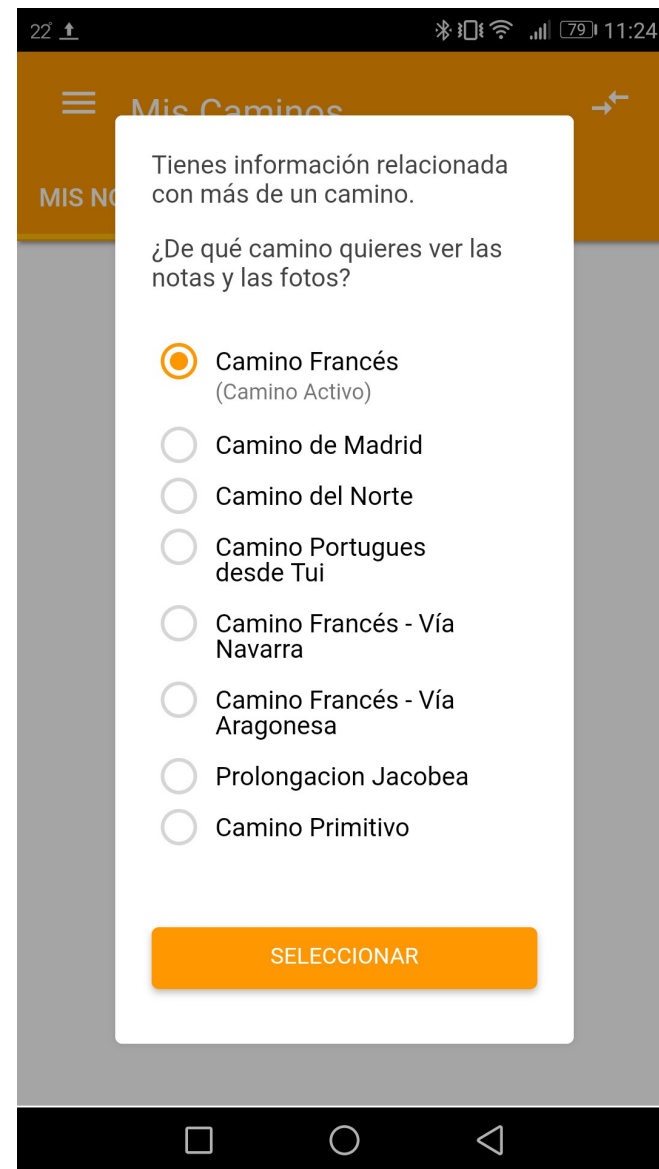 22° 79 11:24
Mis Caminos
MIS NO
Tienes información relacionada
con más de un camino.
¿De qué camino quieres ver las
notas y las fotos?
Camino Francés
(Camino Activo)
Camino de Madrid
Camino del Norte
Camino Portugues
desde Tui
Camino Francés - Vía
Navarra
Camino Francés - Vía
Aragonesa
Prolongacion Jacobea
Camino Primitivo
SELECCIONAR